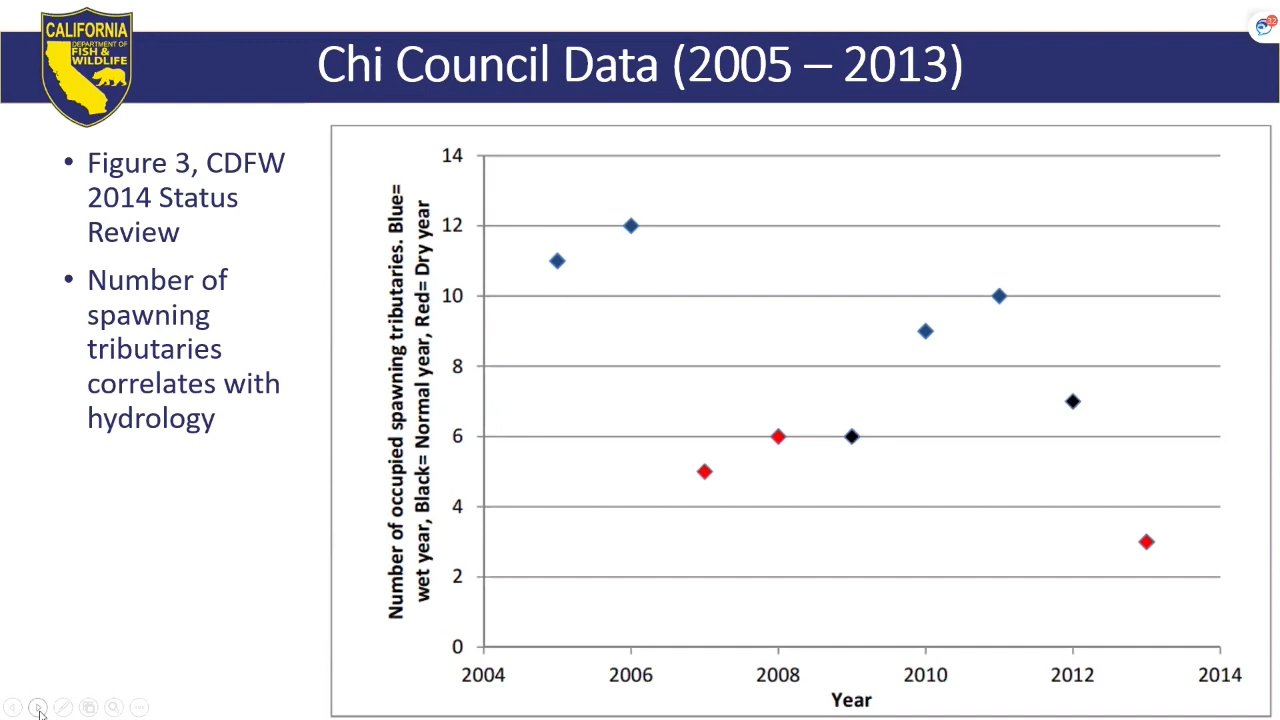 CALIFORNIA
DEPARTMENT OF
FISH &
WILDLIFE
Chi Council Data (2005 – 2013)
32
• Figure 3, CDFW
2014 Status
Review
• Number of
spawning
tributaries
correlates with
hydrology
Number of occupied spawning tributaries. Blue=
wet year, Black= Normal year, Red= Dry year
14
12
10
8
6
4
2
0
2004 2006 2008 2010 2012 2014
Year